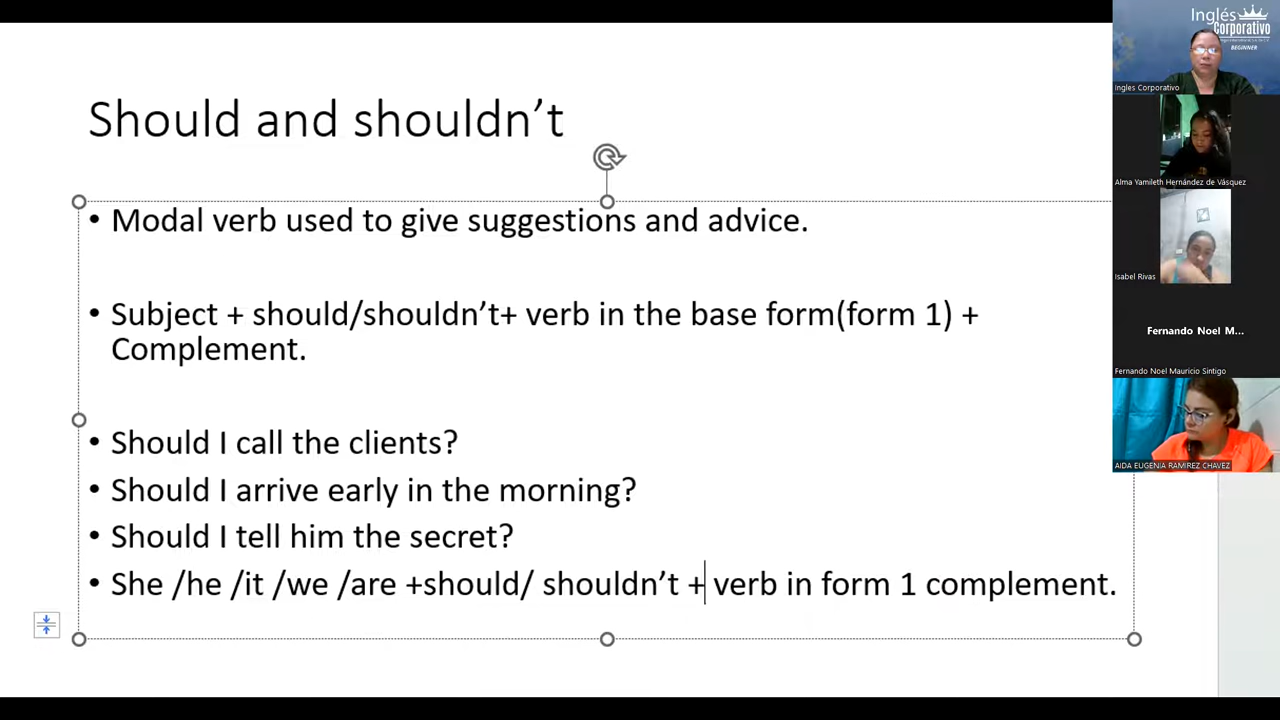 Should and shouldn’t
• Modal verb used to give suggestions and advice.
• Subject + should/shouldn’t+ verb in the base form(form 1) +
Complement.
• Should I call the clients?
• Should I arrive early in the morning?
• Should I tell him the secret?
• She /he /it /we /are +should/ shouldn’t + verb in form 1 complement.
Inglés
Corporativo
BEGINNER
Ingles Corporativo
Alma Yamileth Hernández de Vásquez
Isabel Rivas
Fernando Noel M...
Fernando Noel Mauricio Sintigo
AIDA EUGENIA RAMIREZ CHAVEZ